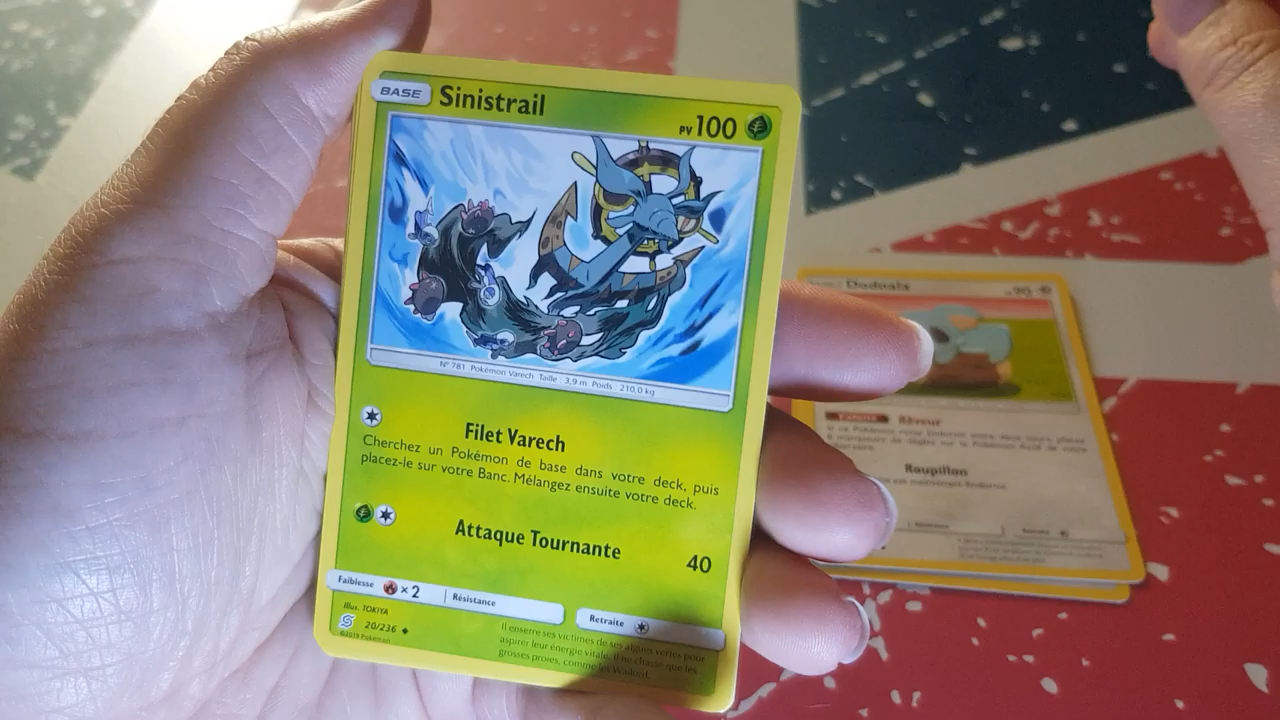 BASE Sinistrail PV 100
N° 781 Pokémon Varech Taille : 3,9 m Poids : 210,0 kg
Filet Varech
Cherchez un Pokémon de base dans votre deck, puis
placez-le sur votre Banc. Mélangez ensuite votre deck.
Attaque Tournante 40
Faiblesse ×2 Résistance Retraite
Illus. TOKIYA
20/236
©2019 Pokémon
Il enserre ses victimes de ses algues vertes pour
aspirer leur énergie vitale. Il ne chasse que les
grosses proies, comme les Wailord.
Dodoala 90
Rêveur
Roupillon